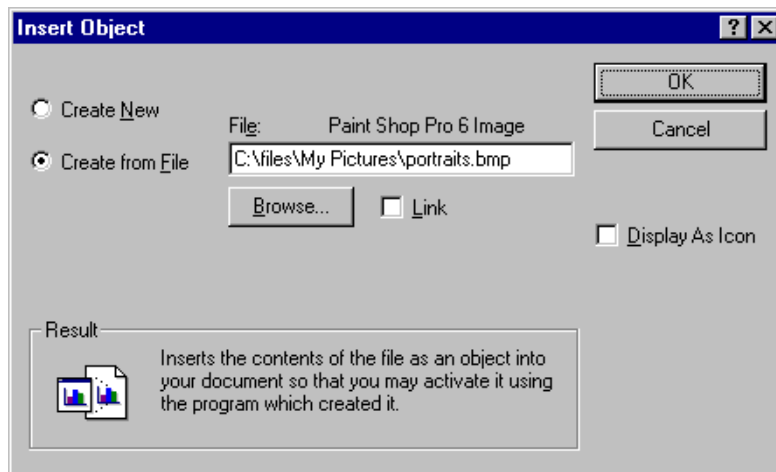 Insert Object
Create New
File: Paint Shop Pro 6 Image
OK
Create from File
C:\files\My Pictures\portraits.bmp
Cancel
Browse...
Link
Display As Icon
Result
Inserts the contents of the file as an object into
your document so that you may activate it using
the program which created it.